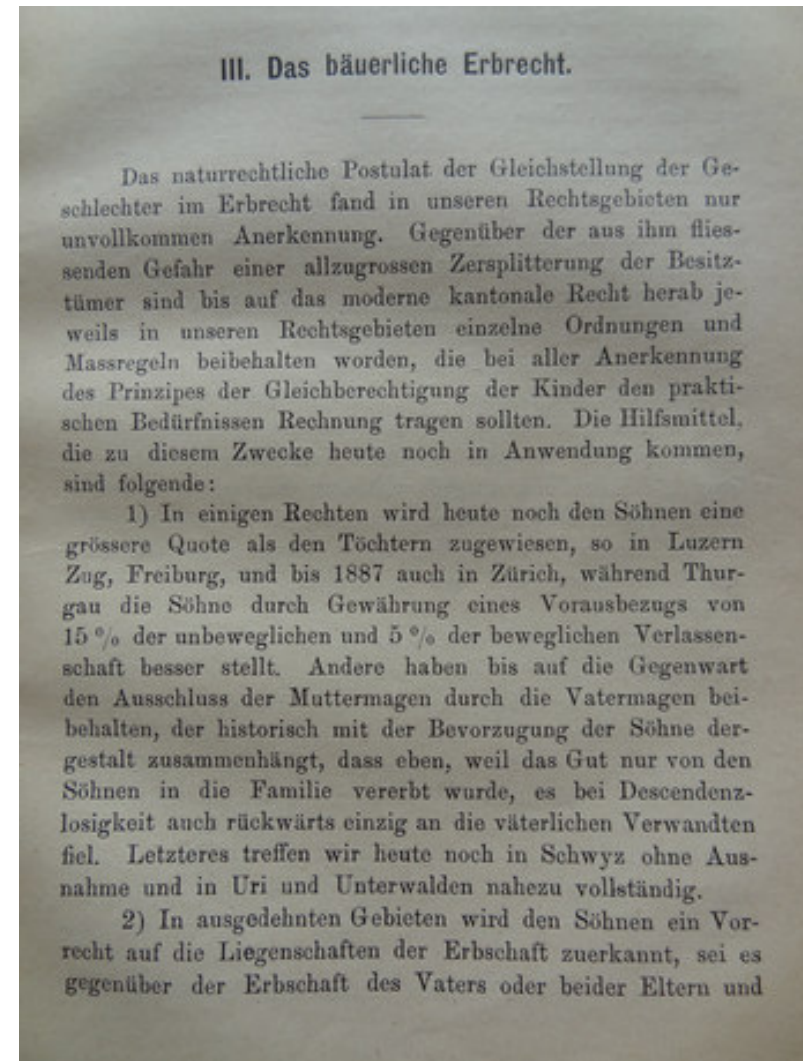 III. Das bäuerliche Erbrecht.
Das naturrechtliche Postulat der Gleichstellung der Ge-
schlechter im Erbrecht fand in unseren Rechtsgebieten nur
unvollkommen Anerkennung. Gegenüber der aus ihm flies-
senden Gefahr einer allzugrossen Zersplitterung der Besitz-
tümer sind bis auf das moderne kantonale Recht herab je-
weils in unseren Rechtsgebieten einzelne Ordnungen und
Massregeln beibehalten worden, die bei aller Anerkennung
des Prinzipes der Gleichberechtigung der Kinder den prakti-
schen Bedürfnissen Rechnung tragen sollten. Die Hilfsmittel,
die zu diesem Zwecke heute noch in Anwendung kommen,
sind folgende:
1) In einigen Rechten wird heute noch den Söhnen eine
grössere Quote als den Töchtern zugewiesen, so in Luzern
Zug, Freiburg, und bis 1887 auch in Zürich, während Thur-
gau die Söhne durch Gewährung eines Vorausbezugs von
15 % der unbeweglichen und 5 % der beweglichen Verlassen-
schaft besser stellt. Andere haben bis auf die Gegenwart
den Ausschluss der Muttermagen durch die Vatermagen bei-
behalten, der historisch mit der Bevorzugung der Söhne der-
gestalt zusammenhängt, dass eben, weil das Gut nur von den
Söhnen in die Familie vererbt wurde, es bei Descendenz-
losigkeit auch rückwärts einzig an die väterlichen Verwandten
fiel. Letzteres treffen wir heute noch in Schwyz ohne Aus-
nahme und in Uri und Unterwalden nahezu vollständig.
2) In ausgedehnten Gebieten wird den Söhnen ein Vor-
recht auf die Liegenschaften der Erbschaft zuerkannt, sei es
gegenüber der Erbschaft des Vaters oder beider Eltern und